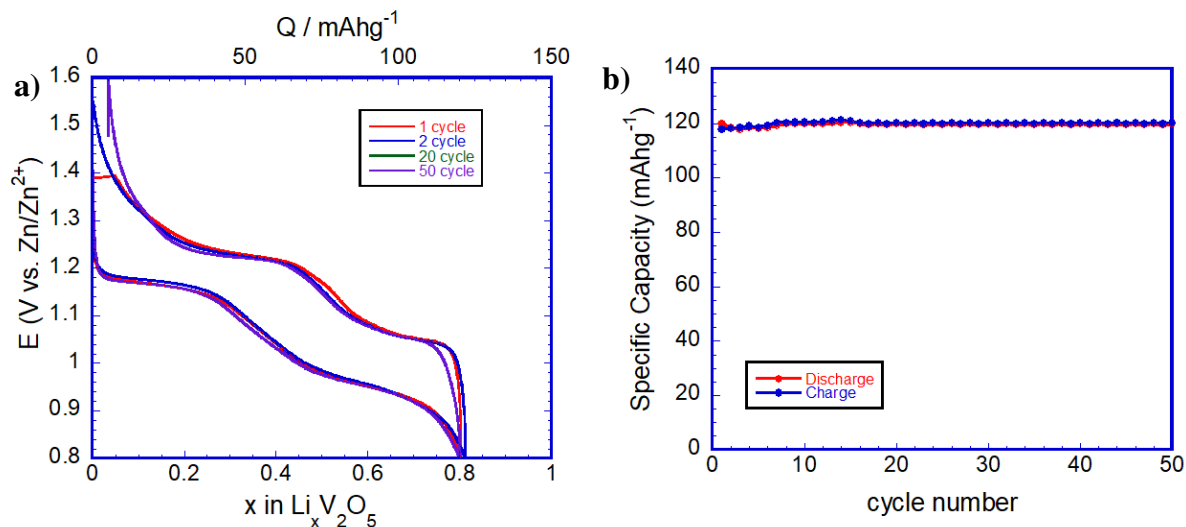 Q / mAhg⁻¹
0 50 100 150
a)
1.6
1.5
1.4
1.3
1.2
1.1
1
0.9
0.8
E (V vs. Zn/Zn²⁺)
1 cycle
2 cycle
20 cycle
50 cycle
0 0.2 0.4 0.6 0.8 1
x in LiₓV₂O₅
b)
140
120
100
80
60
40
20
0
Specific Capacity (mAhg⁻¹)
Discharge
Charge
0 10 20 30 40 50
cycle number